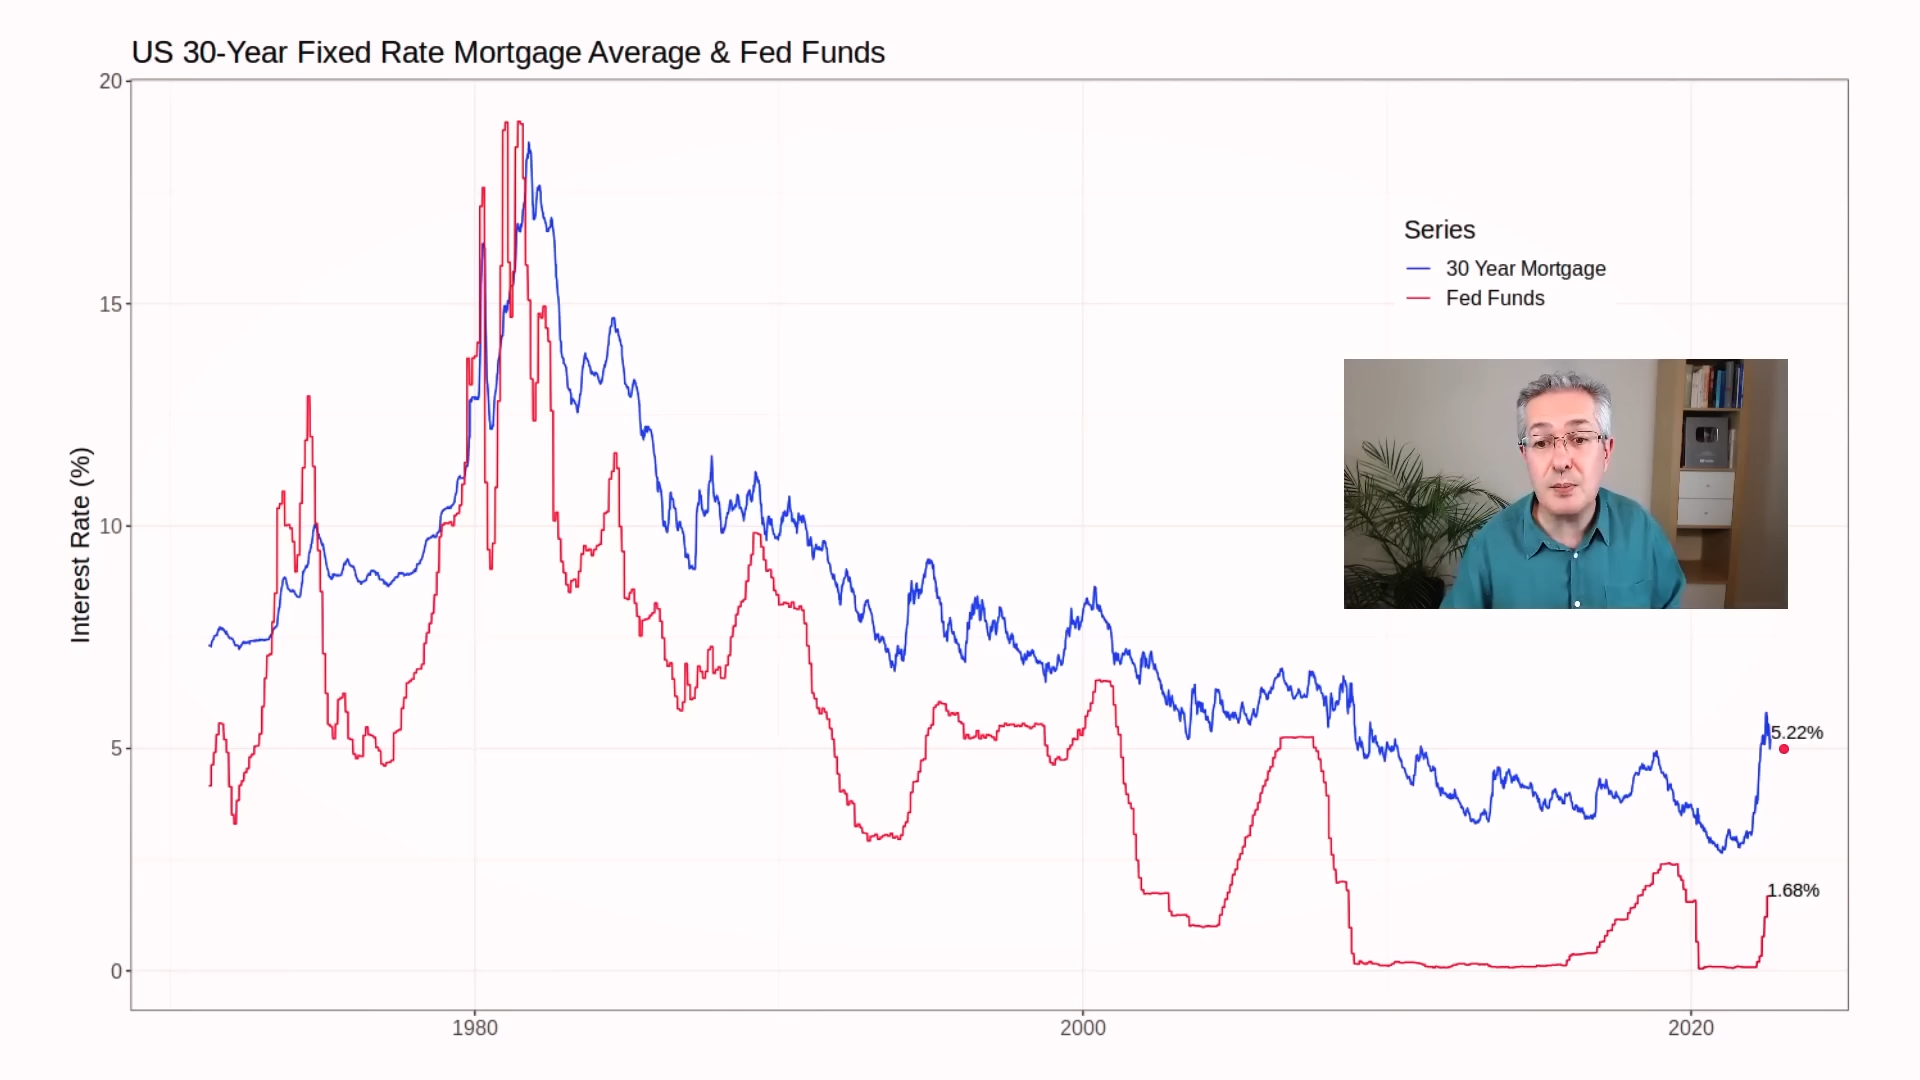 US 30-Year Fixed Rate Mortgage Average & Fed Funds
20
15
10
5
0
Interest Rate (%)
Series
30 Year Mortgage
Fed Funds
5.22%
1.68%
1980
2000
2020